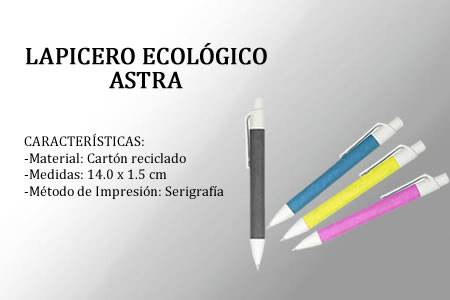 LAPICERO ECOLÓGICO
ASTRA
CARACTERÍSTICAS:
-Material: Cartón reciclado
-Medidas: 14.0 x 1.5 cm
-Método de Impresión: Serigrafía